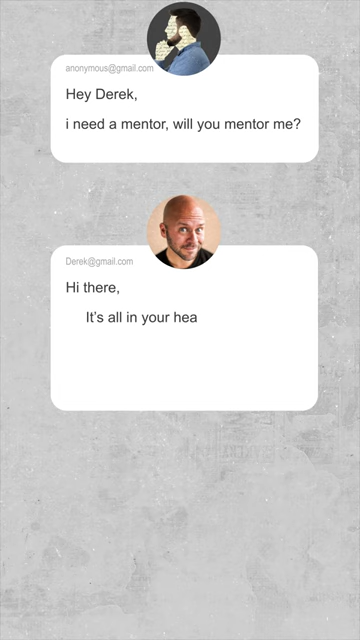 anonymous@gmail.com
Hey Derek,
i need a mentor, will you mentor me?
Derek@gmail.com
Hi there,
It's all in your hea